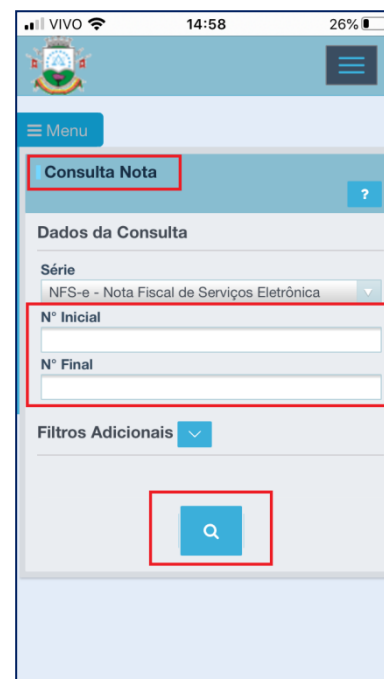 VIVO 14:58 26%
Menu
Consulta Nota
?
Dados da Consulta
Série
NFS-e - Nota Fiscal de Serviços Eletrônica
N° Inicial
N° Final
Filtros Adicionais